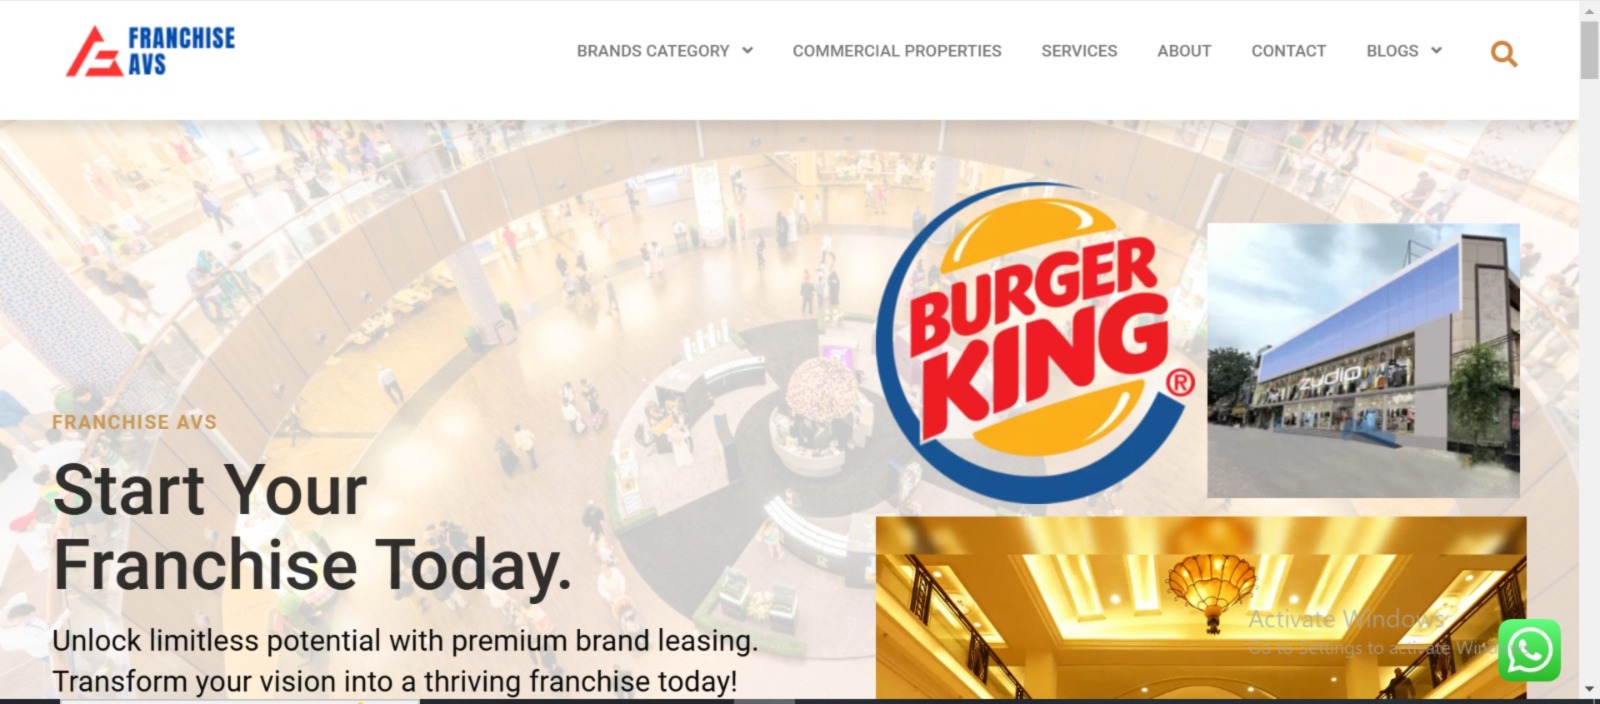 FRANCHISE
AVS
BRANDS CATEGORY
COMMERCIAL PROPERTIES
SERVICES
ABOUT
CONTACT
BLOGS
BURGER
KING
®
zudio
FRANCHISE AVS
Start Your
Franchise Today.
Unlock limitless potential with premium brand leasing.
Transform your vision into a thriving franchise today!
Activate Windows
Go to Settings to activate Windows